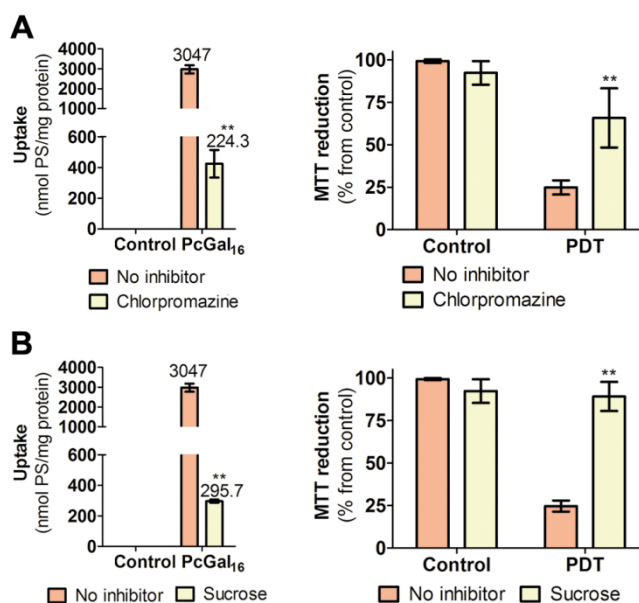 A
Uptake
(nmol PS/mg protein)
4000
3000
2000
1000
600
400
200
0
3047
**
224.3
Control PcGal16
No inhibitor
Chlorpromazine
MTT reduction
(% from control)
100
75
50
25
0
**
Control PDT
No inhibitor
Chlorpromazine
B
Uptake
(nmol PS/mg protein)
4000
3000
2000
1000
600
400
200
0
3047
**
295.7
Control PcGal16
No inhibitor Sucrose
MTT reduction
(% from control)
100
75
50
25
0
**
Control PDT
No inhibitor Sucrose